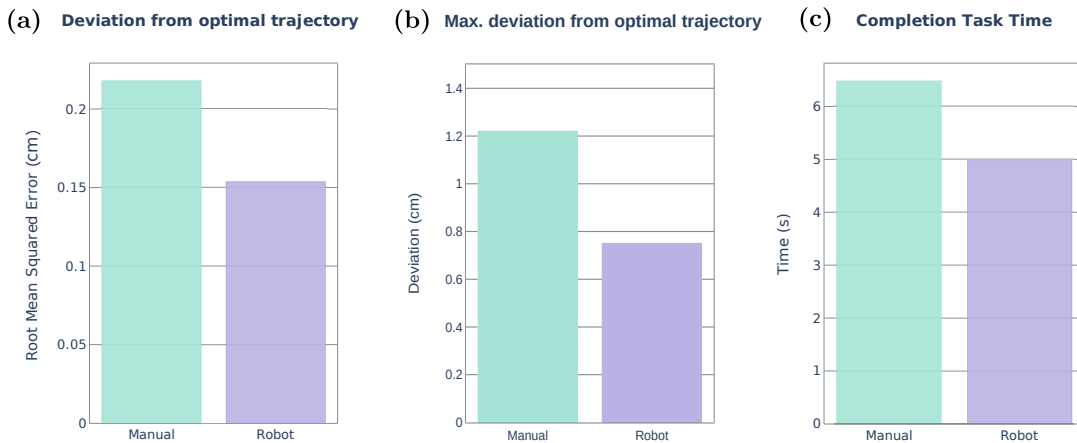 (a) Deviation from optimal trajectory
Root Mean Squared Error (cm)
0.2
0.15
0.1
0.05
0
Manual Robot
(b) Max. deviation from optimal trajectory
Deviation (cm)
1.4
1.2
1
0.8
0.6
0.4
0.2
0
Manual Robot
(c) Completion Task Time
Time (s)
6
5
4
3
2
1
0
Manual Robot